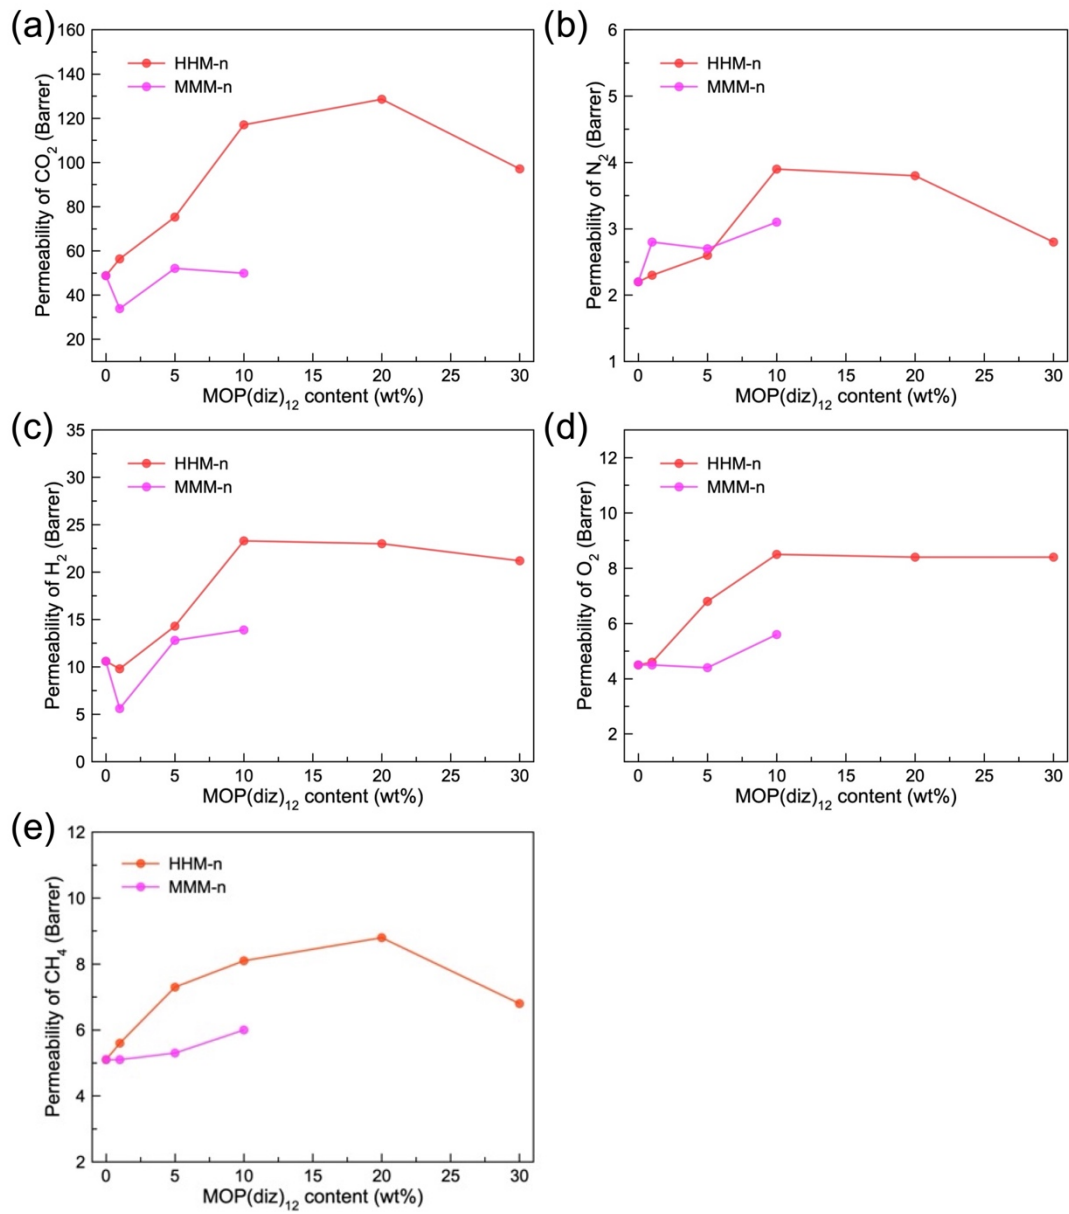 (a)
160
140
120
100
80
60
40
20
Permeability of CO₂ (Barrer)
HHM-n
MMM-n
0 5 10 15 20 25 30
MOP(diz)₁₂ content (wt%)
(b)
6
5
4
3
2
1
Permeability of N₂ (Barrer)
HHM-n
MMM-n
0 5 10 15 20 25 30
MOP(diz)₁₂ content (wt%)
(c)
35
30
25
20
15
10
5
0
Permeability of H₂ (Barrer)
HHM-n
MMM-n
0 5 10 15 20 25 30
MOP(diz)₁₂ content (wt%)
(d)
12
10
8
6
4
2
Permeability of O₂ (Barrer)
HHM-n
MMM-n
0 5 10 15 20 25 30
MOP(diz)₁₂ content (wt%)
(e)
12
10
8
6
4
2
Permeability of CH₄ (Barrer)
HHM-n
MMM-n
0 5 10 15 20 25 30
MOP(diz)₁₂ content (wt%)